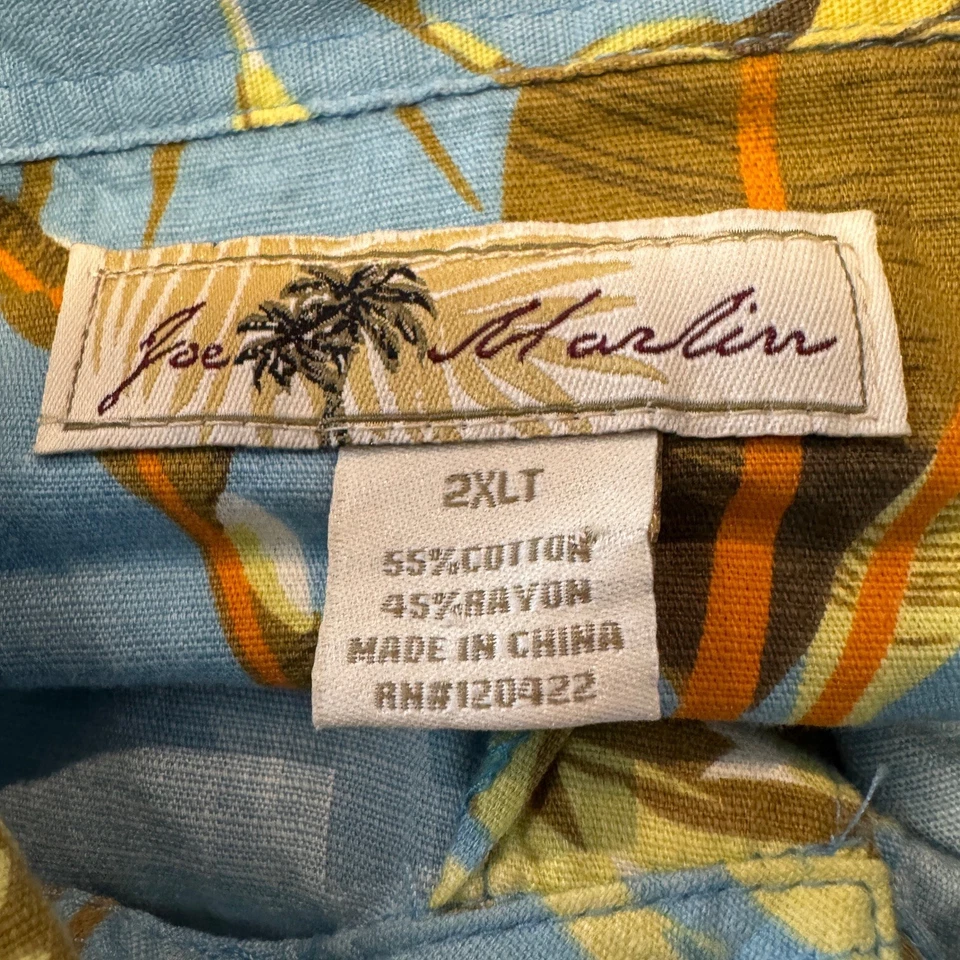 Joe Marlin
2XLT
55%COTTON
45%RAYON
MADE IN CHINA
RN#120422